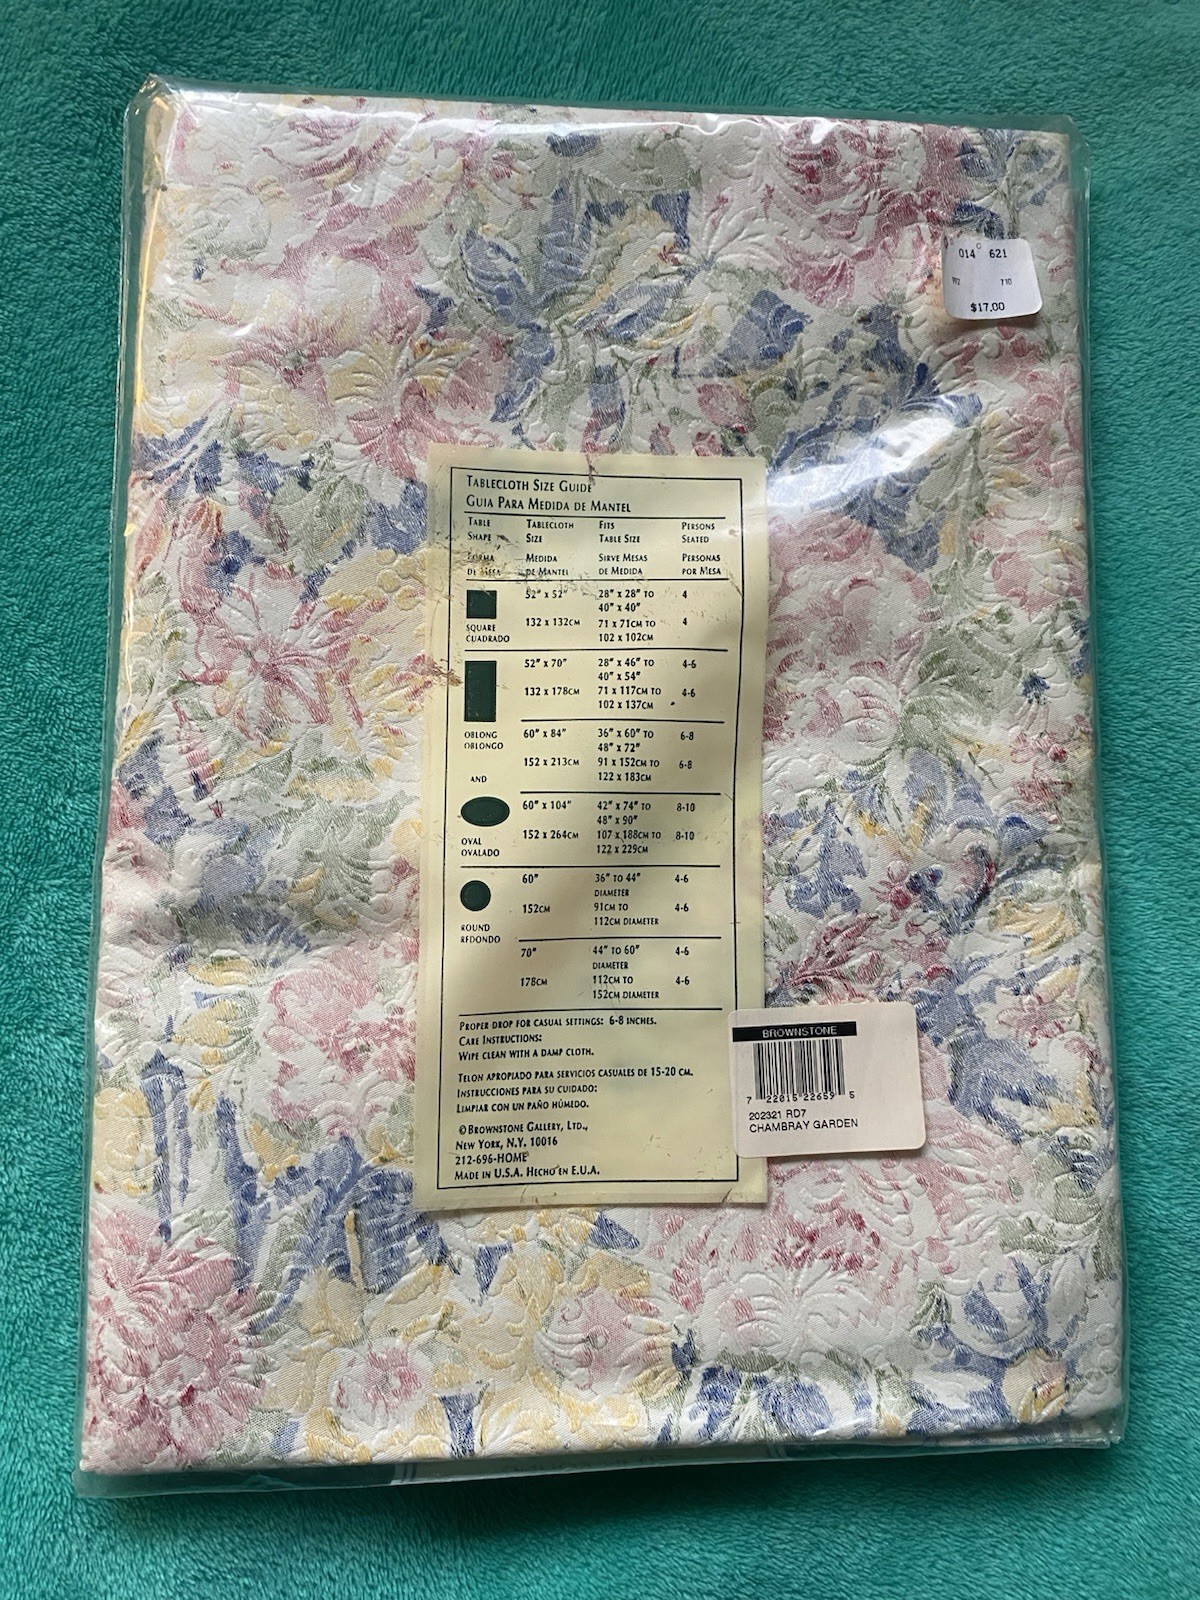 014 C 621
710
$17.00
TABLECLOTH SIZE GUIDE
GUIA PARA MEDIDA DE MANTEL
TABLE SHAPE TABLECLOTH SIZE FITS TABLE SIZE PERSONS SEATED
FORMA DE MESA MEDIDA DE MANTEL SIRVE MESAS DE MEDIDA PERSONAS POR MESA
52" X 52" 28" X 28" TO 4
40" X 40"
132 X 132CM 71 X 71CM TO 4
SQUARE
CUADRADO 102 X 102CM
52" X 70" 28" X 46" TO 4-6
40" X 54"
132 X 178CM 71 X 117CM TO 4-6
102 X 137CM
OBLONG 60" X 84" 36" X 60" TO 6-8
OBLONGO 48" X 72"
152 X 213CM 91 X 152CM TO 6-8
AND 122 X 183CM
60" X 104" 42" X 74" TO 8-10
48" X 90"
152 X 264CM 107 X 188CM TO 8-10
OVAL
OVALADO 122 X 229CM
60" 36" TO 44" 4-6
DIAMETER
152CM 91CM TO 4-6
ROUND 112CM DIAMETER
REDONDO
70" 44" TO 60" 4-6
DIAMETER
178CM 112CM TO 4-6
152CM DIAMETER
PROPER DROP FOR CASUAL SETTINGS: 6-8 INCHES.
CARE INSTRUCTIONS:
WIPE CLEAN WITH A DAMP CLOTH.
TELON APROPIADO PARA SERVICIOS CASUALES DE 15-20 CM.
INSTRUCCIONES PARA SU CUIDADO:
LIMPIAR CON UN PAÑO HÚMEDO.
© BROWNSTONE GALLERY, LTD.,
NEW YORK, N.Y. 10016
212-696-HOME
MADE IN U.S.A. HECHO EN E.U.A.
BROWNSTONE
7 22015 22659 5
202321 RD7
CHAMBRAY GARDEN